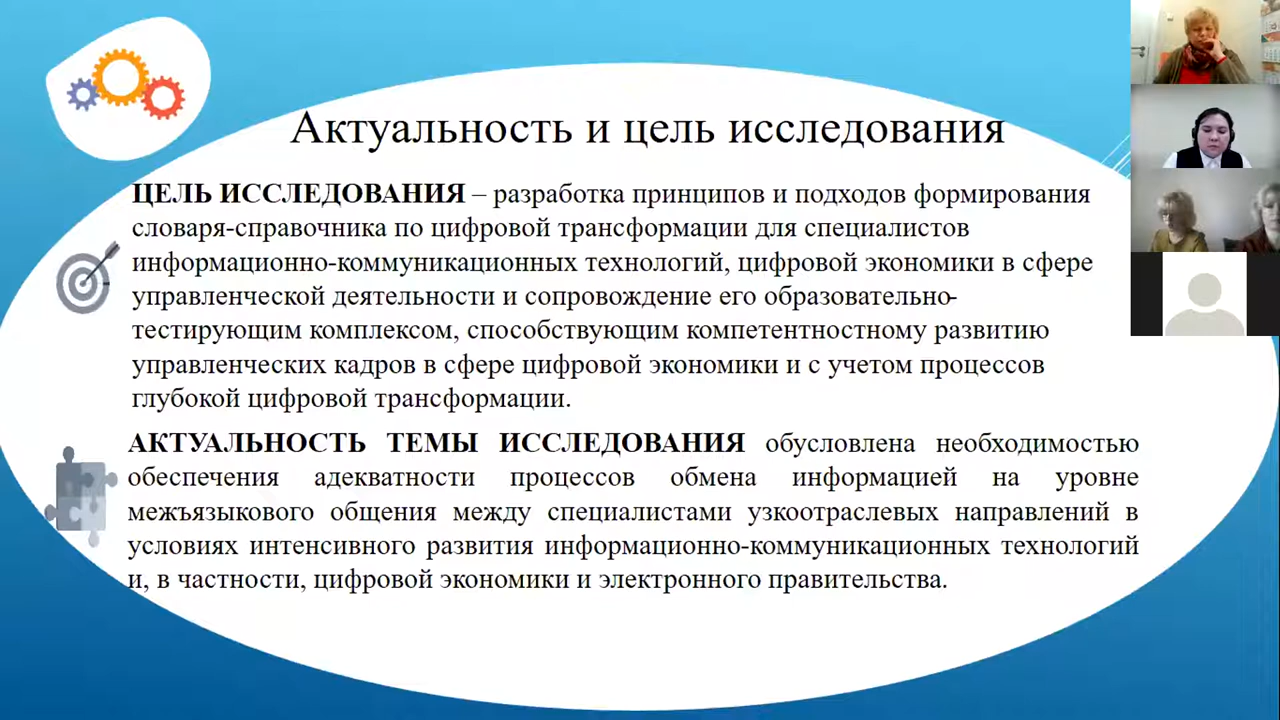 Актуальность и цель исследования
ЦЕЛЬ ИССЛЕДОВАНИЯ – разработка принципов и подходов формирования
словаря-справочника по цифровой трансформации для специалистов
информационно-коммуникационных технологий, цифровой экономики в сфере
управленческой деятельности и сопровождение его образовательно-
тестирующим комплексом, способствующим компетентностному развитию
управленческих кадров в сфере цифровой экономики и с учетом процессов
глубокой цифровой трансформации.
АКТУАЛЬНОСТЬ ТЕМЫ ИССЛЕДОВАНИЯ обусловлена необходимостью
обеспечения адекватности процессов обмена информацией на уровне
межъязыкового общения между специалистами узкоотраслевых направлений в
условиях интенсивного развития информационно-коммуникационных технологий
и, в частности, цифровой экономики и электронного правительства.